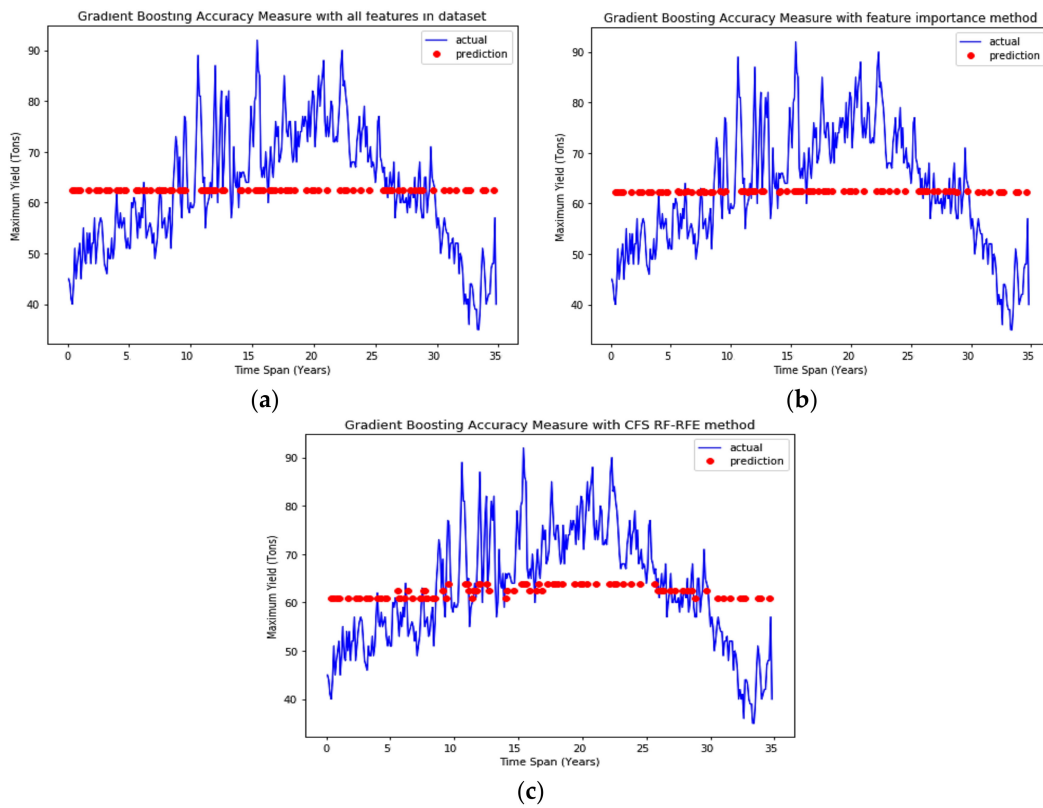 Gradient Boosting Accuracy Measure with all features in dataset
actual
prediction
Maximum Yield (Tons)
90
80
70
60
50
40
0 5 10 15 20 25 30 35
Time Span (Years)
(a)
Gradient Boosting Accuracy Measure with feature importance method
actual
prediction
Maximum Yield (Tons)
90
80
70
60
50
40
0 5 10 15 20 25 30 35
Time Span (Years)
(b)
Gradient Boosting Accuracy Measure with CFS RF-RFE method
actual
prediction
Maximum Yield (Tons)
90
80
70
60
50
40
0 5 10 15 20 25 30 35
Time Span (Years)
(c)